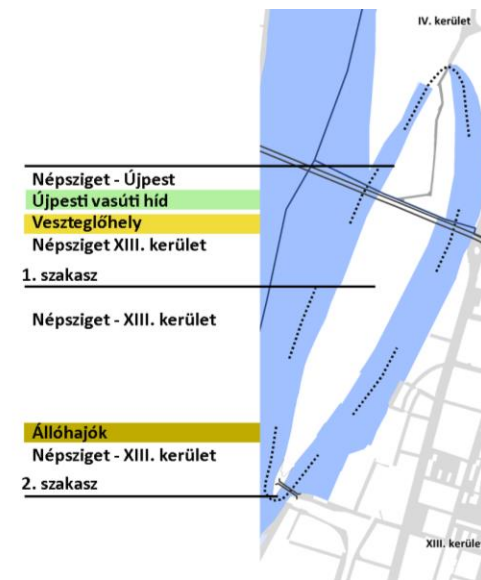 IV. kerület
Népsziget - Újpest
Újpesti vasúti híd
Veszteglőhely
Népsziget XIII. kerület
1. szakasz
Népsziget - XIII. kerület
Állóhajók
Népsziget - XIII. kerület
2. szakasz
XIII. kerüle